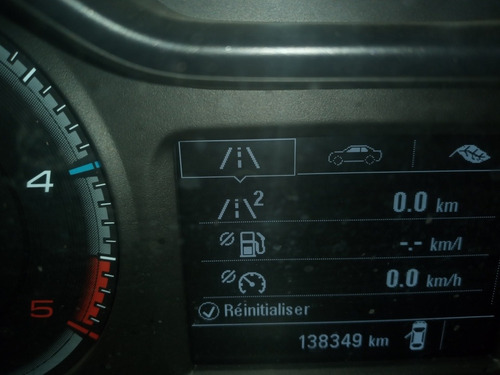 4
5
2 0.0 km
-.- km/l
0.0 km/h
Réinitialiser
138349 km